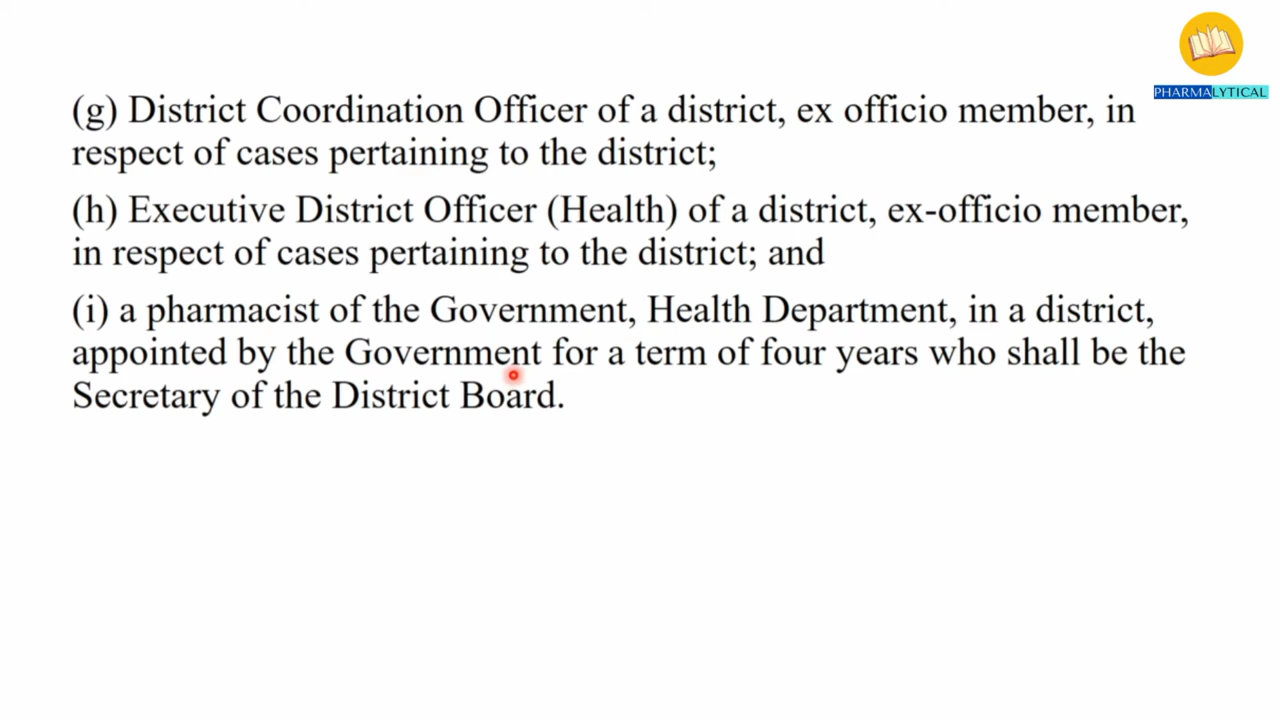 PHARMALYTICAL
(g) District Coordination Officer of a district, ex officio member, in
respect of cases pertaining to the district;
(h) Executive District Officer (Health) of a district, ex-officio member,
in respect of cases pertaining to the district; and
(i) a pharmacist of the Government, Health Department, in a district,
appointed by the Government for a term of four years who shall be the
Secretary of the District Board.